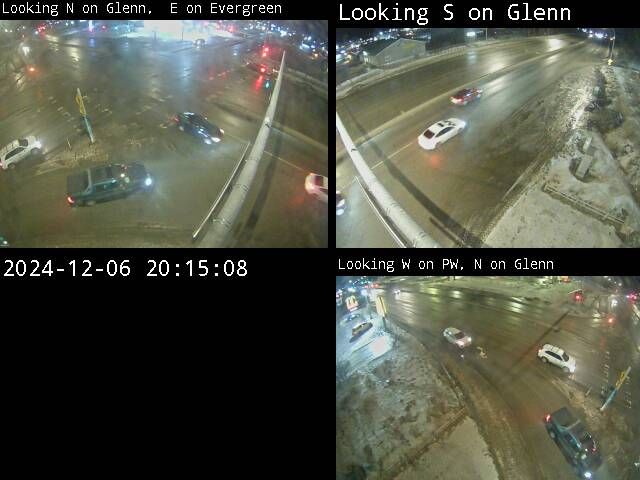 Looking N on Glenn,  E on Evergreen
Looking S on Glenn
2024-12-06 20:15:08
Looking W on PW, N on Glenn